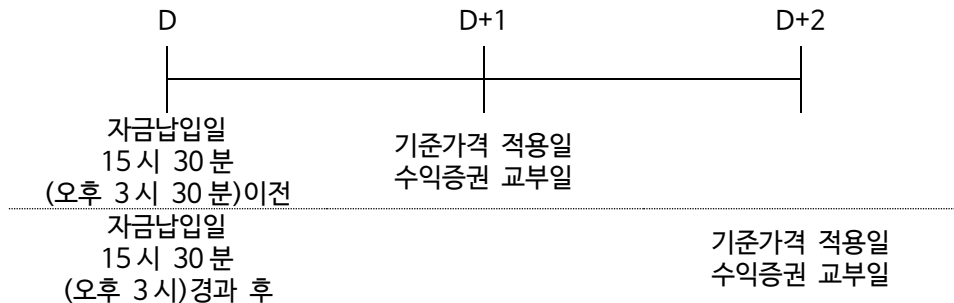 D D+1 D+2
자금납입일
15시 30분
(오후 3시 30분)이전
기준가격 적용일
수익증권 교부일
자금납입일
15시 30분
(오후 3시)경과 후
기준가격 적용일
수익증권 교부일